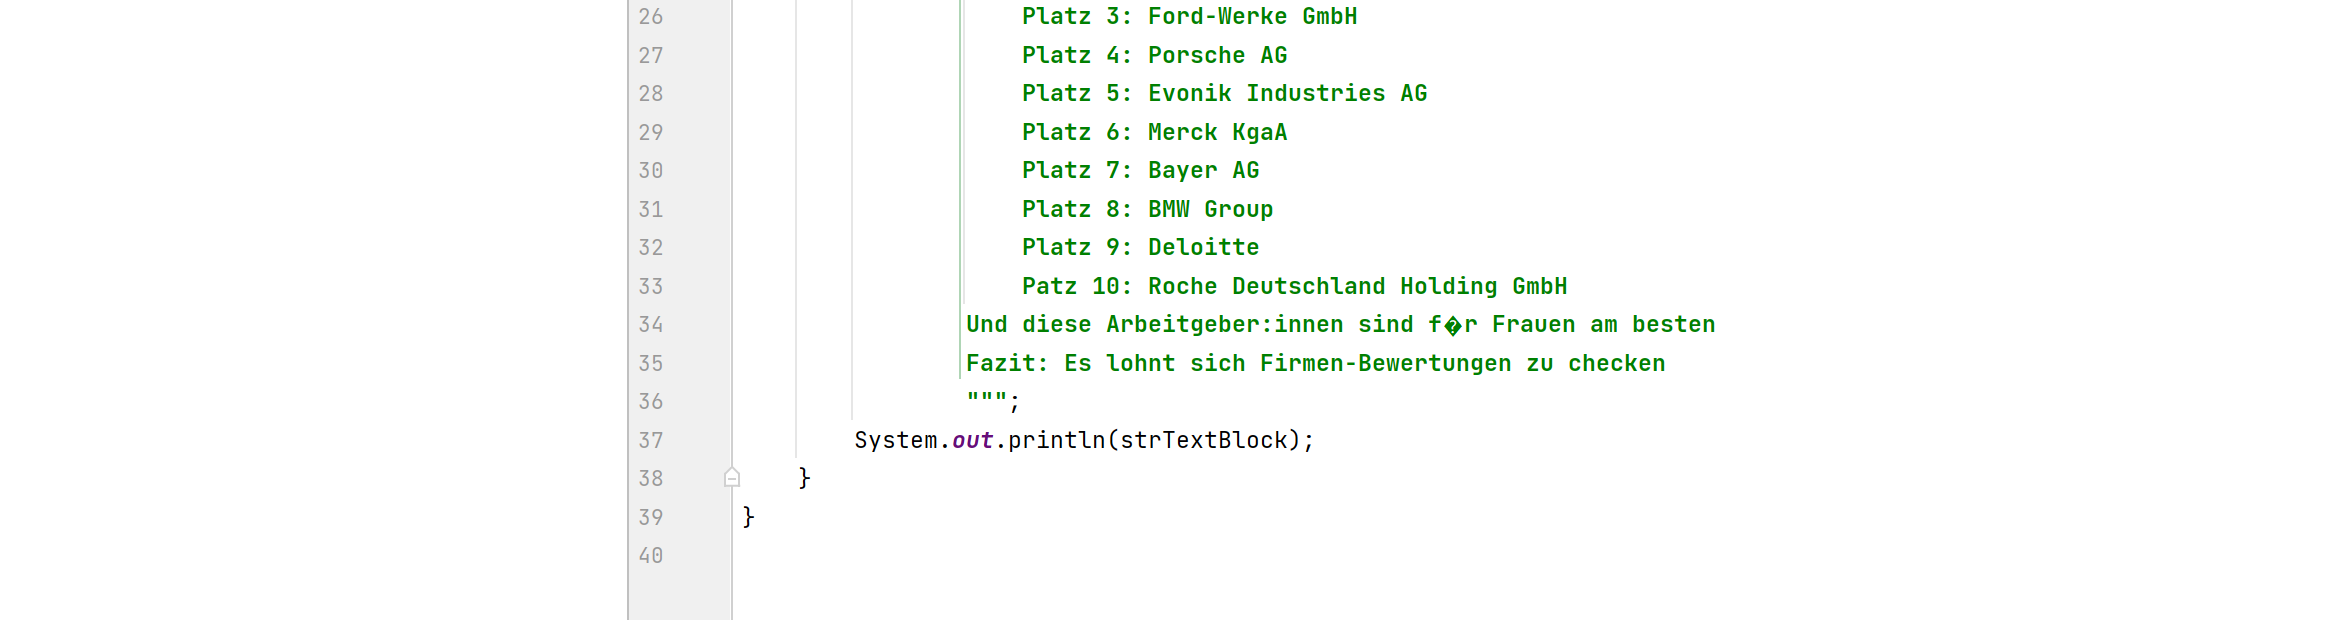 26 Platz 3: Ford-Werke GmbH
27 Platz 4: Porsche AG
28 Platz 5: Evonik Industries AG
29 Platz 6: Merck KgaA
30 Platz 7: Bayer AG
31 Platz 8: BMW Group
32 Platz 9: Deloitte
33 Patz 10: Roche Deutschland Holding GmbH
34 Und diese Arbeitgeber:innen sind f�r Frauen am besten
35 Fazit: Es lohnt sich Firmen-Bewertungen zu checken
36 """;
37 System.out.println(strTextBlock);
38 }
39 }
40